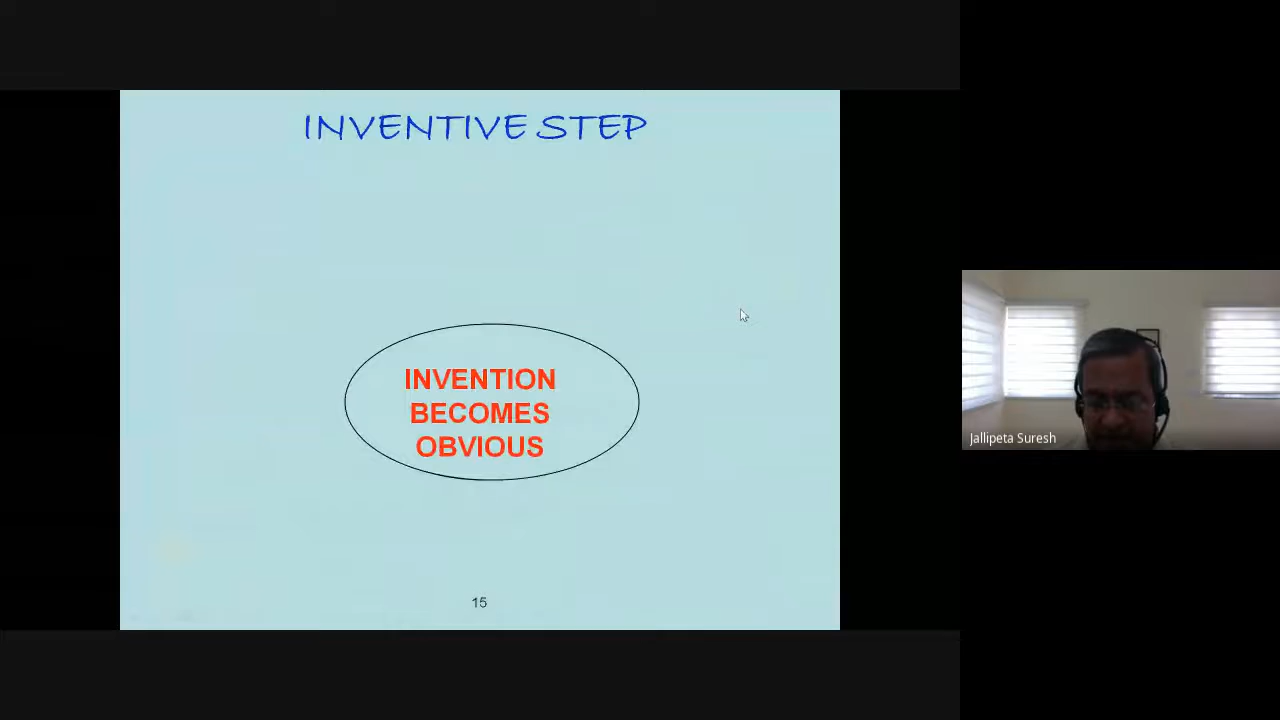 INVENTIVE STEP
INVENTION
BECOMES
OBVIOUS
15
Jallipeta Suresh